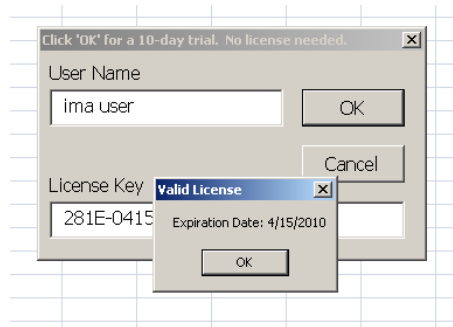 Click 'OK' for a 10-day trial. No license needed.
User Name
ima user
OK
Cancel
License Key
281E-0415
Valid License
Expiration Date: 4/15/2010
OK